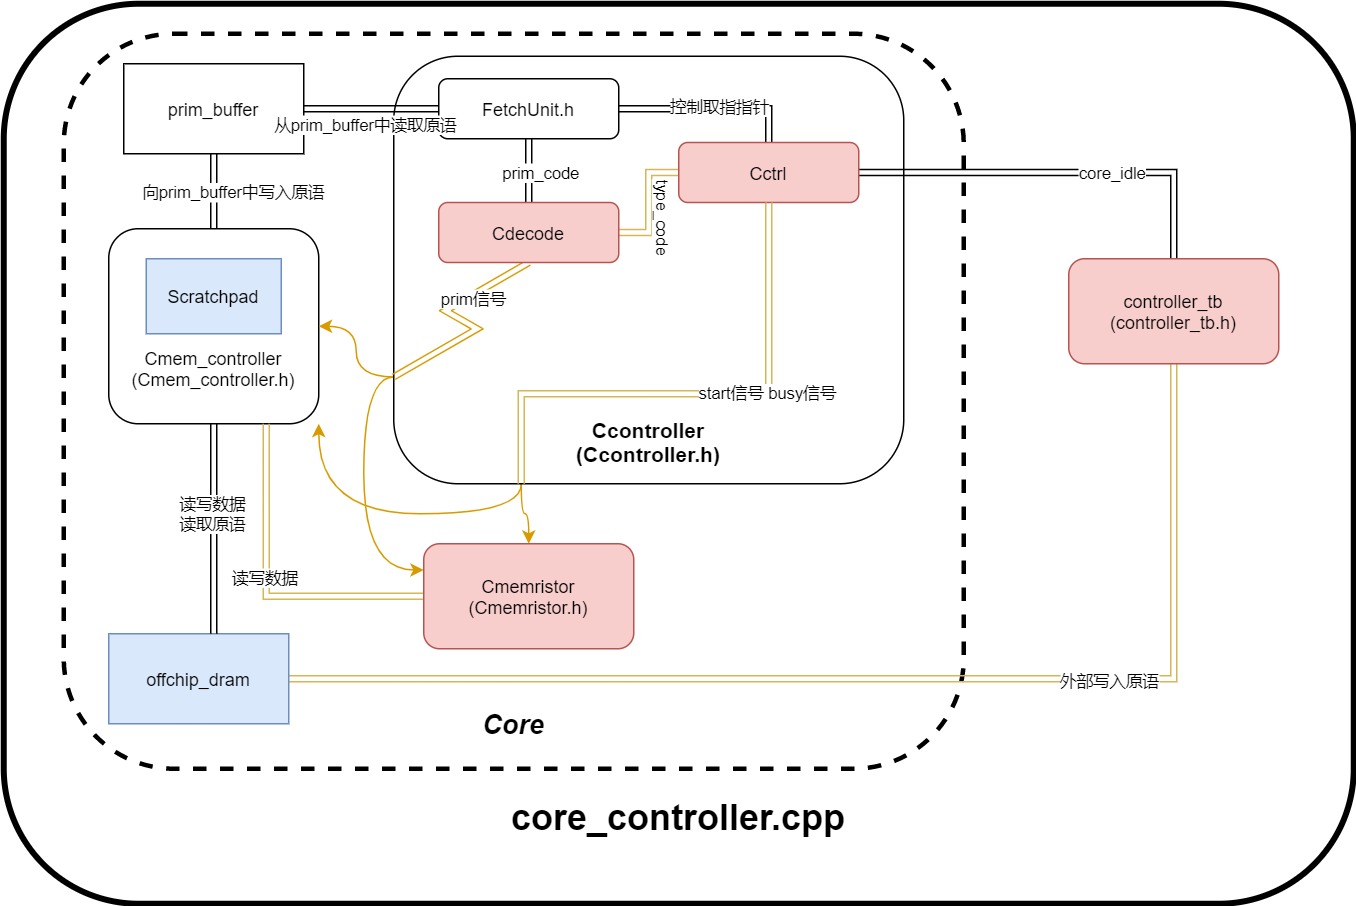 prim_buffer
FetchUnit.h
控制取指指针
从prim_buffer中读取原语
prim_code
Cctrl
core_idle
向prim_buffer中写入原语
type_code
Cdecode
Scratchpad
prim信号
controller_tb
(controller_tb.h)
Cmem_controller
(Cmem_controller.h)
start信号 busy信号
Ccontroller
(Ccontroller.h)
读写数据
读取原语
读写数据
Cmemristor
(Cmemristor.h)
offchip_dram
外部写入原语
Core
core_controller.cpp